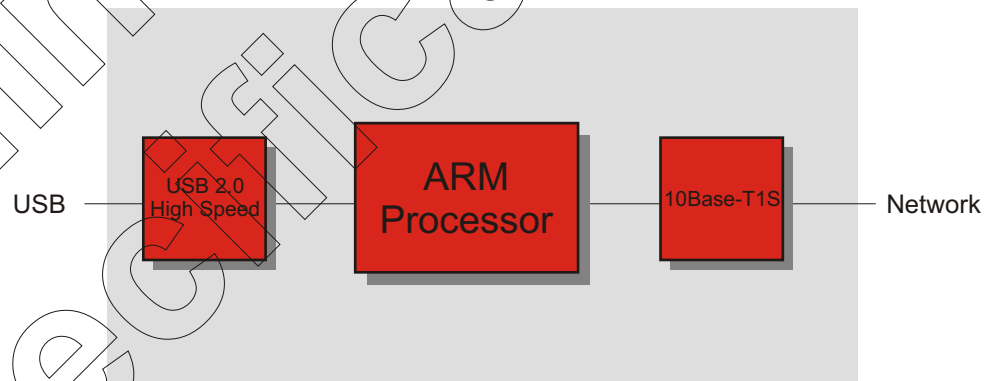 USB
USB 2.0
High Speed
ARM
Processor
10Base-T1S
Network